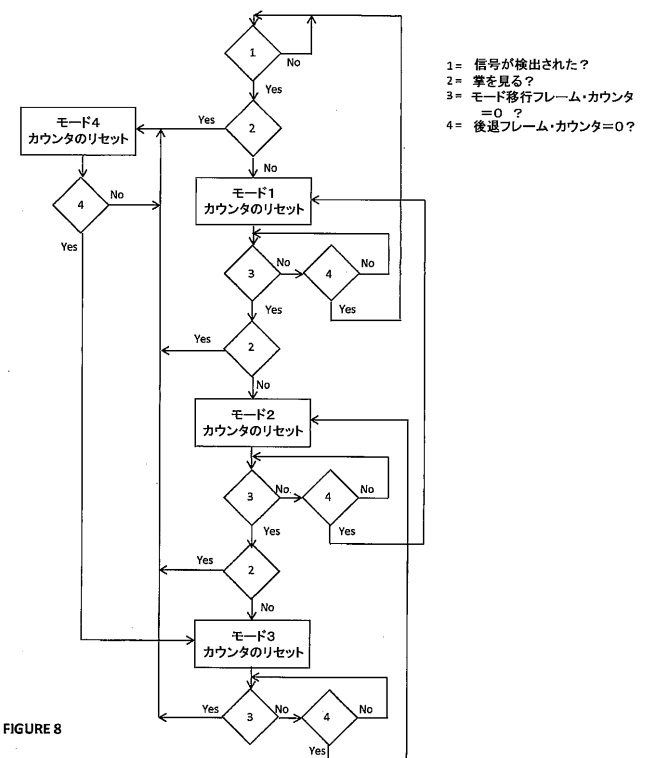 1
No
Yes
1= 信号が検出された？
2= 掌を見る？
3= モード移行フレーム・カウンタ
=0 ？
4= 後退フレーム・カウンタ=0？
モード4
カウンタのリセット
Yes
2
No
モード1
カウンタのリセット
4
No
Yes
3
No
4
No
Yes
Yes
Yes
2
No
モード2
カウンタのリセット
3
No.
4
No
Yes
Yes
Yes
2
No
モード3
カウンタのリセット
Yes
3
No
4
No
Yes
FIGURE 8